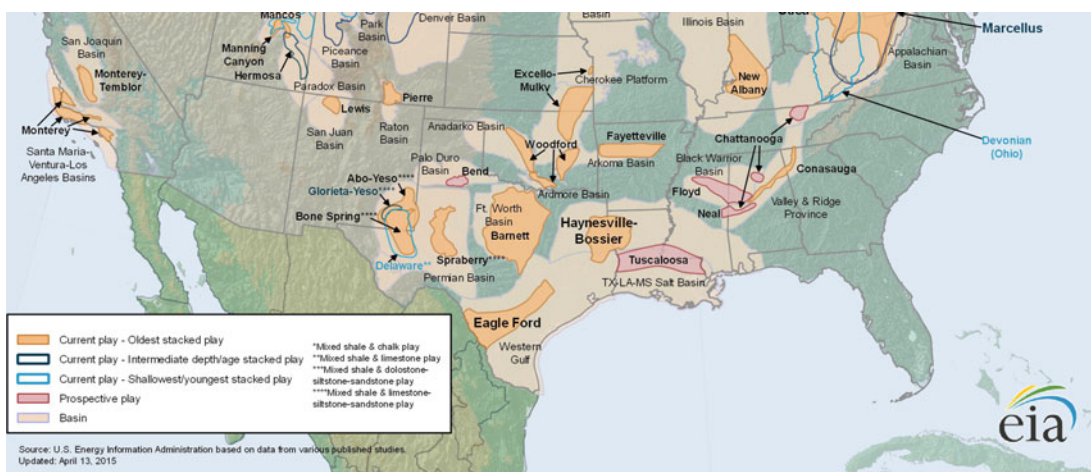 Mancos
Park
Basin
Denver Basin
Basin
Illinois Basin
Utica
Marcellus
San Joaquin
Basin
Manning
Canyon
Hermosa
Piceance
Basin
Appalachian
Basin
Monterey-
Temblor
Paradox Basin
Excello-
Mulky
Cherokee Platform
New
Albany
Lewis
Pierre
Monterey
San Juan
Basin
Raton
Basin
Anadarko Basin
Woodford
Fayetteville
Chattanooga
Devonian
(Ohio)
Santa Maria-
Ventura-Los
Angeles Basins
Palo Duro
Basin
Bend
Arkoma Basin
Black Warrior
Basin
Conasauga
Abo-Yeso****
Glorieta-Yeso****
Ardmore Basin
Floyd
Valley & Ridge
Province
Bone Spring****
Ft. Worth
Basin
Barnett
Haynesville-
Bossier
Neal
Delaware**
Spraberry****
Permian Basin
Tuscaloosa
TX-LA-MS Salt Basin
Eagle Ford
Western
Gulf
Current play - Oldest stacked play
Current play - Intermediate depth/age stacked play
Current play - Shallowest/youngest stacked play
Prospective play
Basin
*Mixed shale & chalk play
**Mixed shale & limestone play
***Mixed shale & dolostone-
siltstone-sandstone play
****Mixed shale & limestone-
siltstone-sandstone play
eia
Source: U.S. Energy Information Administration based on data from various published studies.
Updated: April 13, 2015